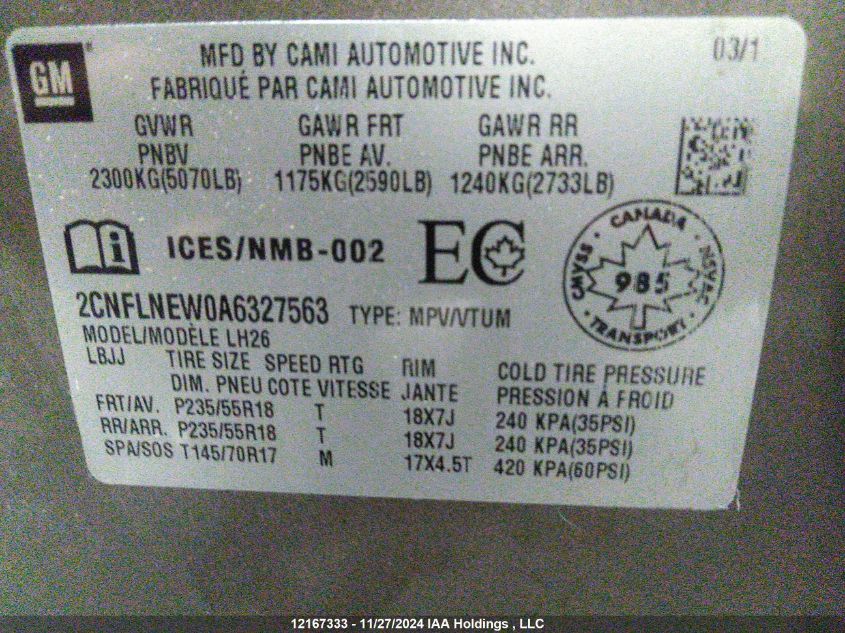 GM
MFD BY CAMI AUTOMOTIVE INC. 03/1
FABRIQUÉ PAR CAMI AUTOMOTIVE INC.
GVWR GAWR FRT GAWR RR
PNBV PNBE AV. PNBE ARR.
2300KG(5070LB) 1175KG(2590LB) 1240KG(2733LB)
ICES/NMB-002 EC
CANADA
CMVSS 985 NSVAC
TRANSPORT
2CNFLNEW0A6327563 TYPE: MPV/VTUM
MODEL/MODÈLE LH26
LBJJ TIRE SIZE SPEED RTG RIM COLD TIRE PRESSURE
DIM. PNEU COTE VITESSE JANTE PRESSION À FROID
FRT/AV. P235/55R18 T 18X7J 240 KPA(35PSI)
RR/ARR. P235/55R18 T 18X7J 240 KPA(35PSI)
SPA/SOS T145/70R17 M 17X4.5T 420 KPA(60PSI)
12167333 - 11/27/2024 IAA Holdings , LLC